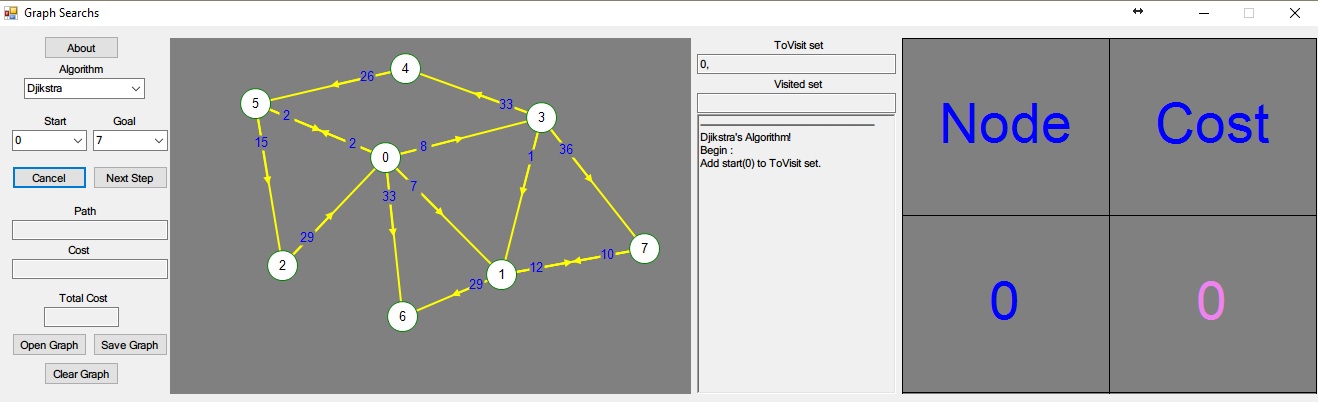 Graph Searchs
About
Algorithm
Djikstra
Start Goal
0 7
Cancel Next Step
Path
Cost
Total Cost
Open Graph Save Graph
Clear Graph
4
26
5
33
3
2
2
8
15
0
1
36
33
7
29
2
12
10
7
1
29
6
ToVisit set
0,
Visited set
Djikstra's Algorithm!
Begin :
Add start(0) to ToVisit set.
Node Cost
0 0